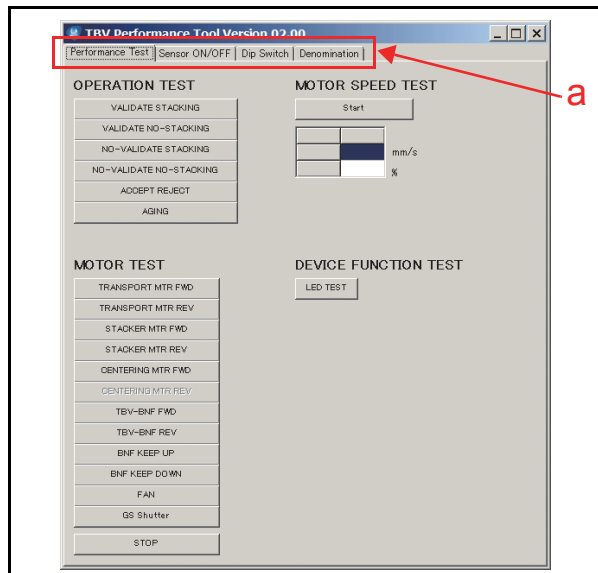 TBV Performance Tool Version 02.00
Performance Test Sensor ON/OFF Dip Switch Denomination
a
OPERATION TEST
VALIDATE STACKING
VALIDATE NO-STACKING
NO-VALIDATE STACKING
NO-VALIDATE NO-STACKING
ACCEPT REJECT
AGING
MOTOR SPEED TEST
Start
mm/s
%
MOTOR TEST
TRANSPORT MTR FWD
TRANSPORT MTR REV
STACKER MTR FWD
STACKER MTR REV
CENTERING MTR FWD
CENTERING MTR REV
TBV-BNF FWD
TBV-BNF REV
BNF KEEP UP
BNF KEEP DOWN
FAN
GS Shutter
STOP
DEVICE FUNCTION TEST
LED TEST